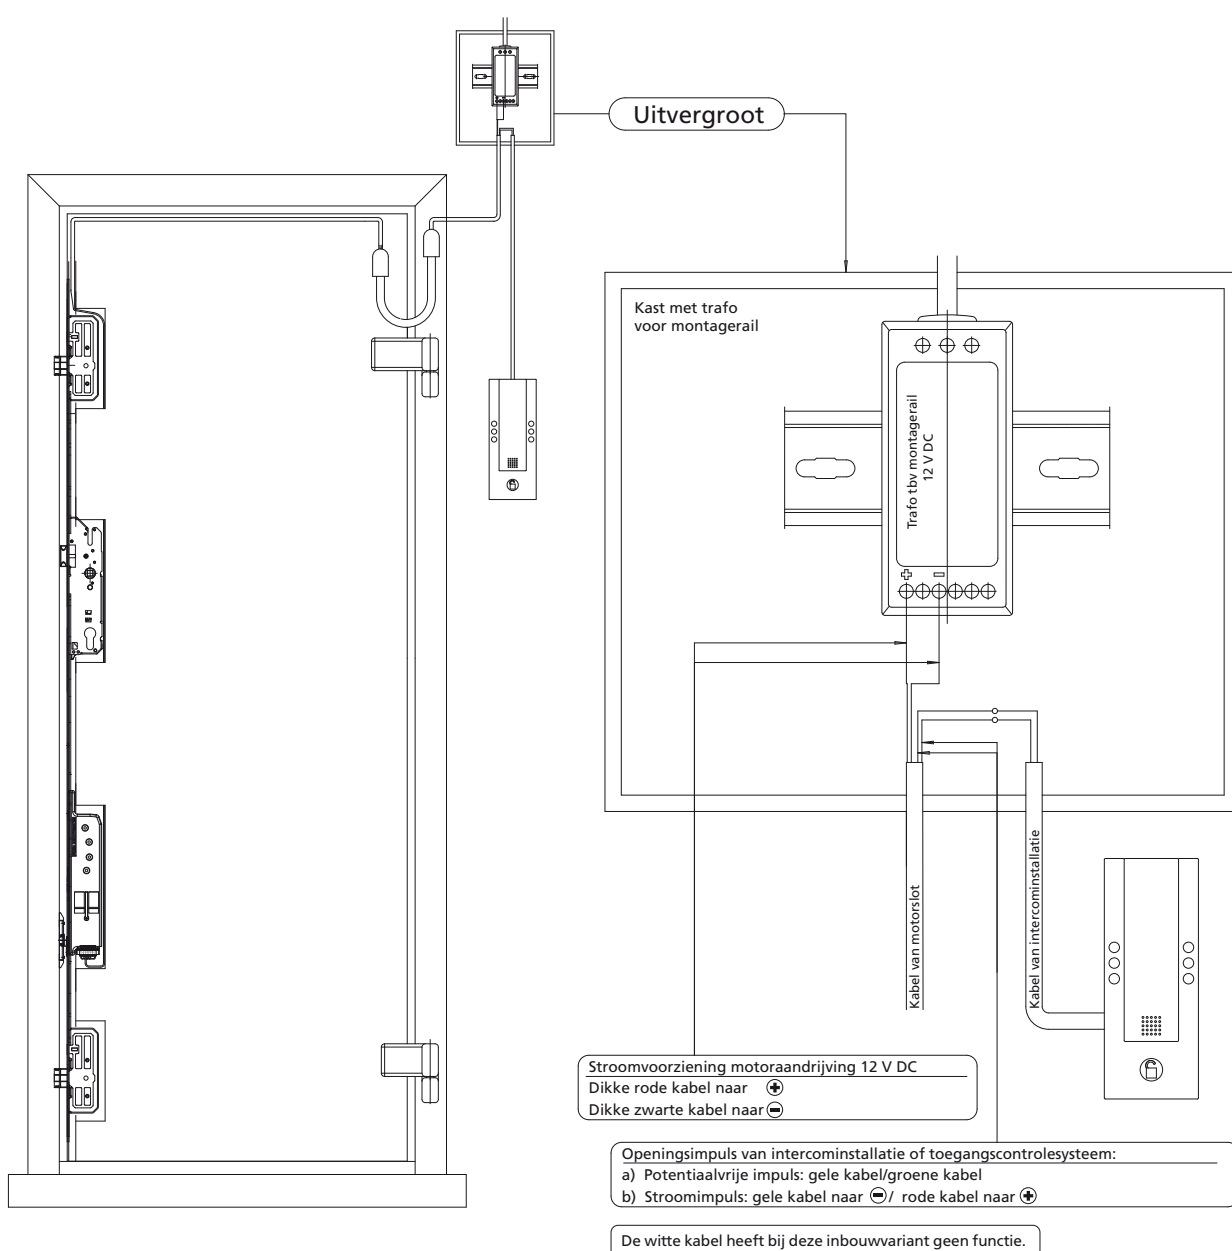 Uitvergroot
Kast met trafo
voor montagerail
Trafo tbv montagerail
12 V DC
Kabel van motorslot
Kabel van intercominstallatie
Stroomvoorziening motoraandrijving 12 V DC
Dikke rode kabel naar ⊕
Dikke zwarte kabel naar ⊖
Openingsimpuls van intercominstallatie of toegangscontrolesysteem:
a) Potentiaalvrije impuls: gele kabel/groene kabel
b) Stroomimpuls: gele kabel naar ⊖/ rode kabel naar ⊕
De witte kabel heeft bij deze inbouwvariant geen functie.